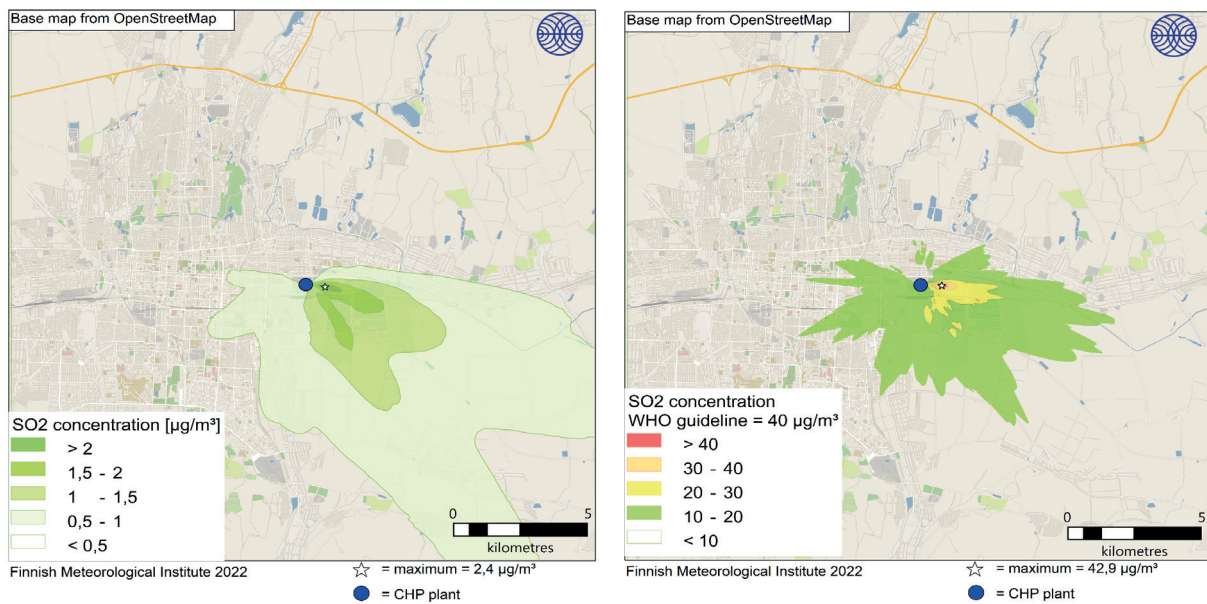 Base map from OpenStreetMap
SO2 concentration [µg/m³]
> 2
1,5 - 2
1 - 1,5
0,5 - 1
< 0,5
0 5
kilometres
Finnish Meteorological Institute 2022
= maximum = 2,4 µg/m³
= CHP plant
Base map from OpenStreetMap
SO2 concentration
WHO guideline = 40 µg/m³
> 40
30 - 40
20 - 30
10 - 20
< 10
0 5
kilometres
Finnish Meteorological Institute 2022
= maximum = 42,9 µg/m³
= CHP plant